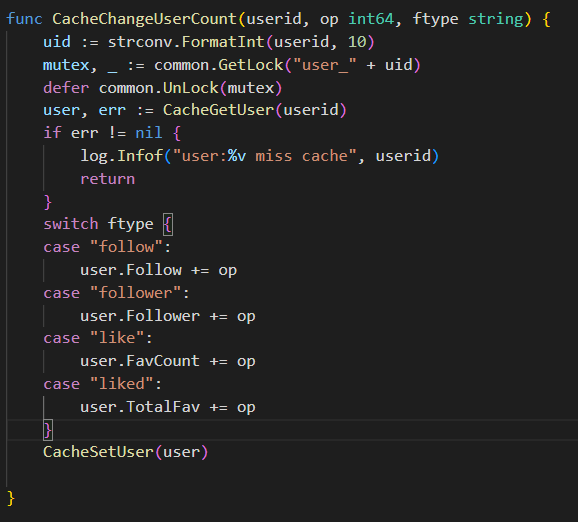 func CacheChangeUserCount(userid, op int64, ftype string) {
    uid := strconv.FormatInt(userid, 10)
    mutex, _ := common.GetLock("user_" + uid)
    defer common.UnLock(mutex)
    user, err := CacheGetUser(userid)
    if err != nil {
        log.Infof("user:%v miss cache", userid)
        return
    }
    switch ftype {
    case "follow":
        user.Follow += op
    case "follower":
        user.Follower += op
    case "like":
        user.FavCount += op
    case "liked":
        user.TotalFav += op
    }
    CacheSetUser(user)
}